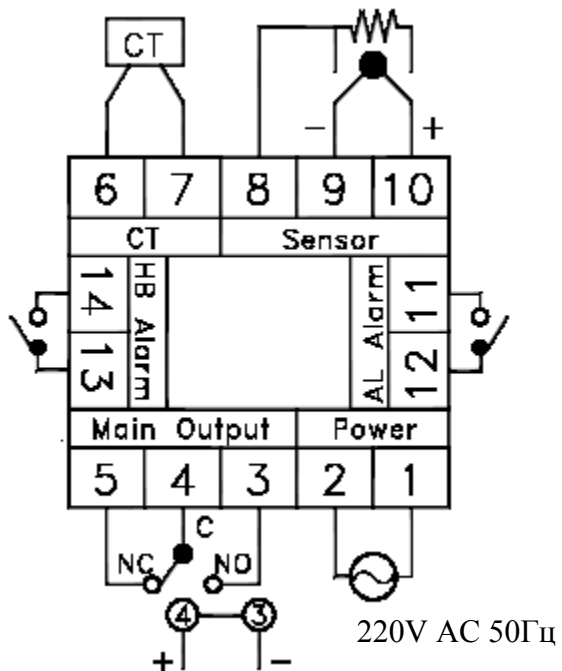 CT
- +
6 7 8 9 10
CT Sensor
14 HB Alarm AL Alarm 11
13 12
Main Output Power
5 4 3 2 1
C
NC NO
4 3
+ -
220V AC 50Гц